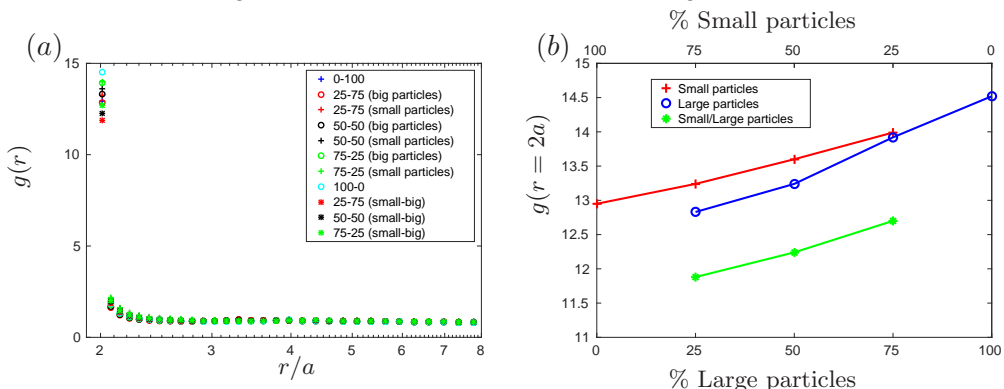 % Small particles
(a)
(b)
100 75 50 25 0
15
10
5
0
g(r)
0-100
25-75 (big particles)
25-75 (small particles)
50-50 (big particles)
50-50 (small particles)
75-25 (big particles)
75-25 (small particles)
100-0
25-75 (small-big)
50-50 (small-big)
75-25 (small-big)
2 3 4 5 6 7 8
r/a
15
14.5
14
13.5
13
12.5
12
11.5
11
g(r = 2a)
Small particles
Large particles
Small/Large particles
0 25 50 75 100
% Large particles